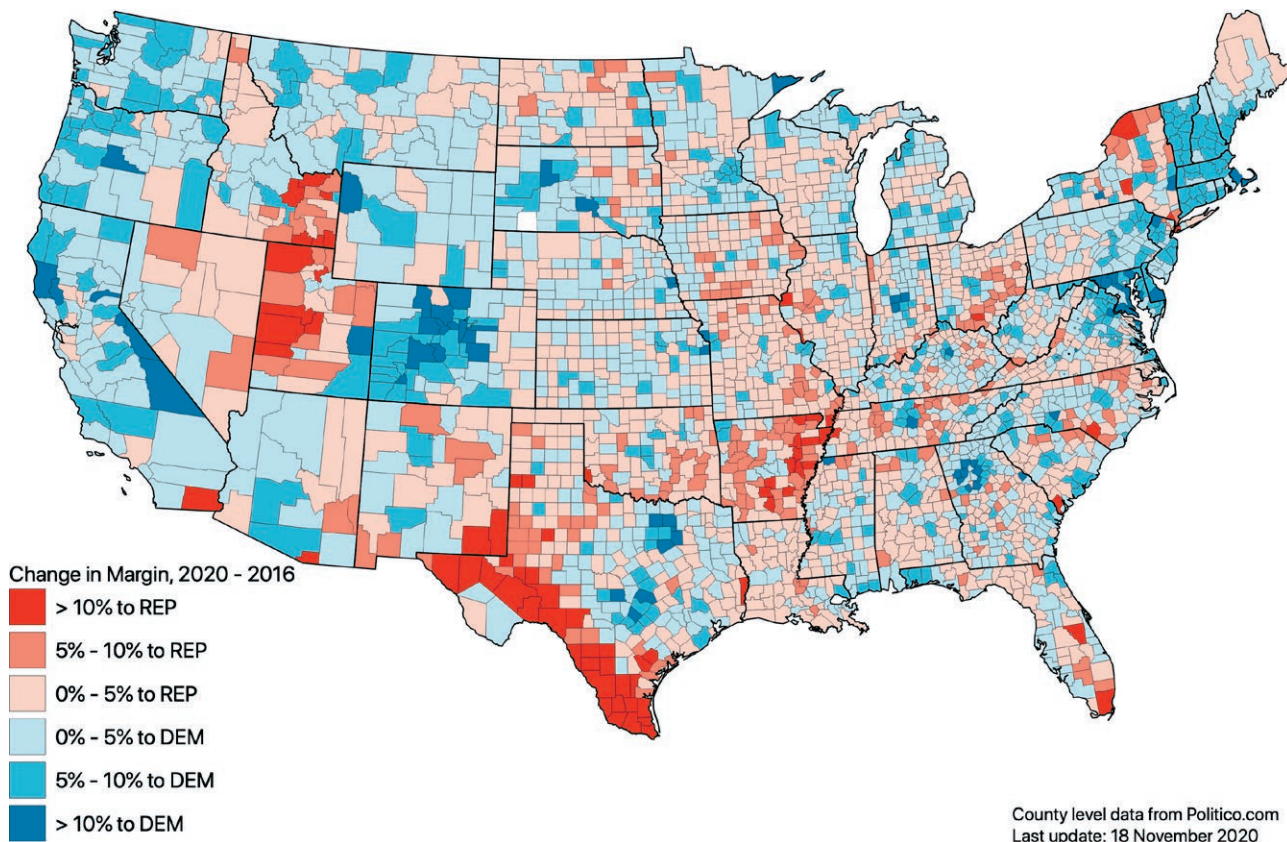 Change in Margin, 2020 - 2016
> 10% to REP
5% - 10% to REP
0% - 5% to REP
0% - 5% to DEM
5% - 10% to DEM
> 10% to DEM
County level data from Politico.com
Last update: 18 November 2020